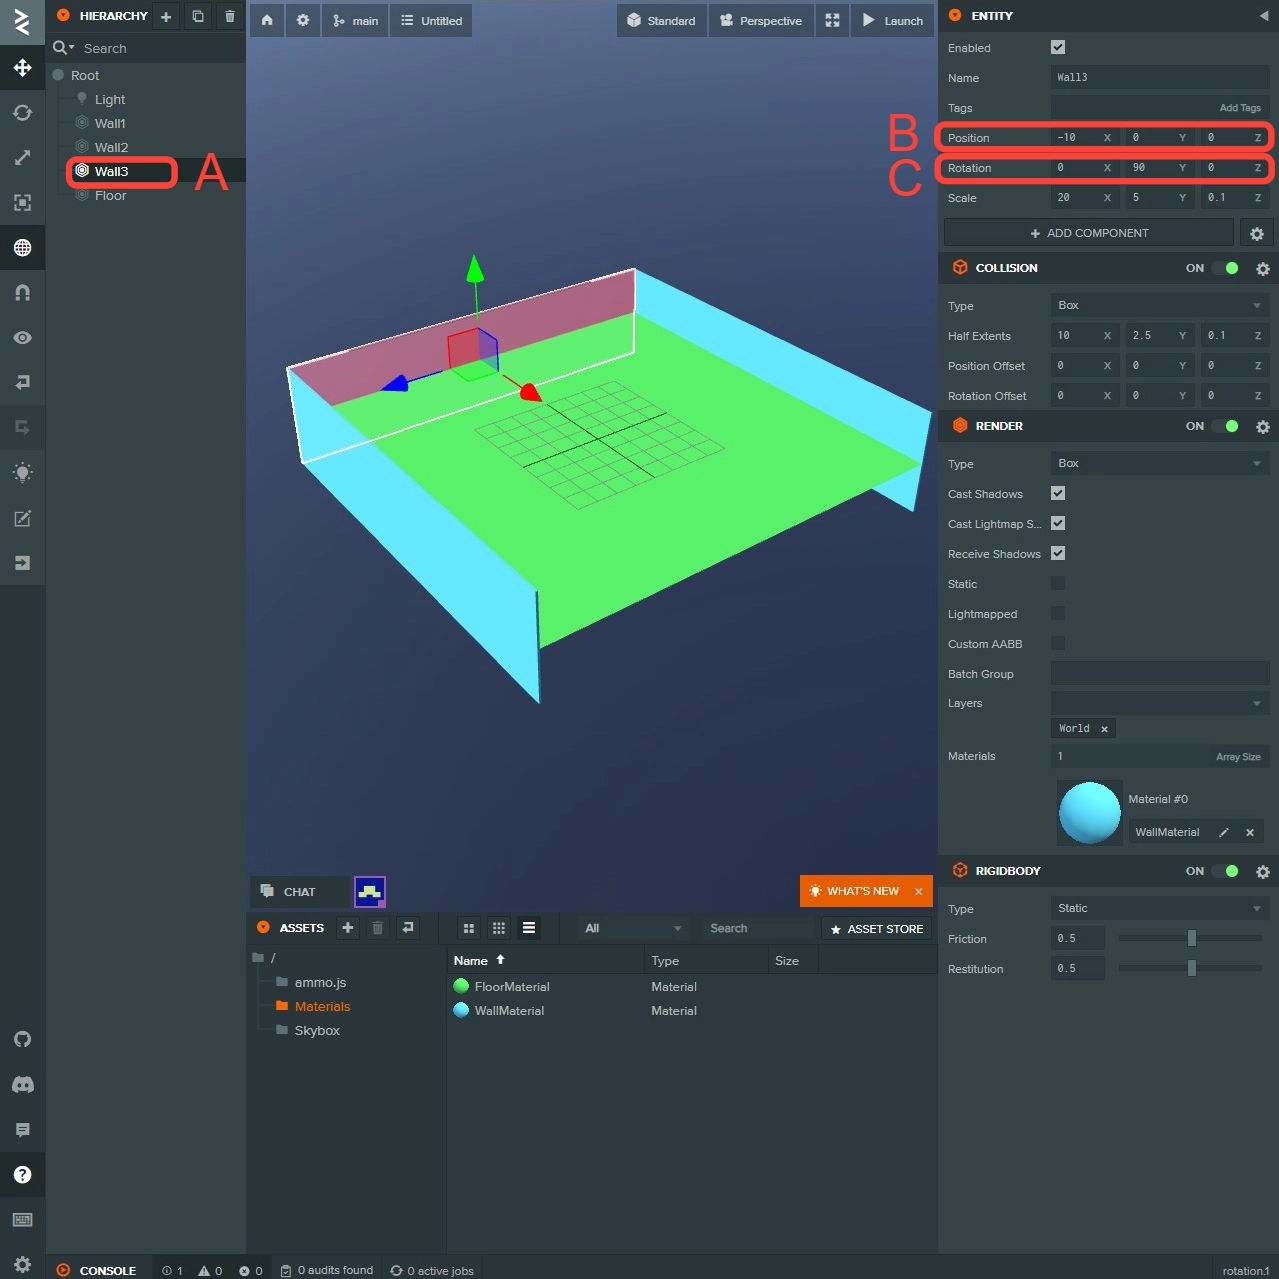 HIERARCHY
Search
Root
Light
Wall1
Wall2
Wall3
Floor
A
main
Untitled
Standard
Perspective
Launch
ENTITY
Enabled
Name Wall3
Tags Add Tags
B
Position -10 X 0 Y 0 Z
C
Rotation 0 X 90 Y 0 Z
Scale 20 X 5 Y 0.1 Z
ADD COMPONENT
COLLISION ON
Type Box
Half Extents 10 X 2.5 Y 0.1 Z
Position Offset 0 X 0 Y 0 Z
Rotation Offset 0 X 0 Y 0 Z
RENDER ON
Type Box
Cast Shadows
Cast Lightmap S...
Receive Shadows
Static
Lightmapped
Custom AABB
Batch Group
Layers
World
Materials 1 Array Size
Material #0
WallMaterial
RIGIDBODY ON
Type Static
Friction 0.5
Restitution 0.5
CHAT
WHAT'S NEW
ASSETS
All
Search
ASSET STORE
/
ammo.js
Materials
Skybox
Name Type Size
FloorMaterial Material
WallMaterial Material
CONSOLE 1 0 0 0 audits found 0 active jobs
rotation.1